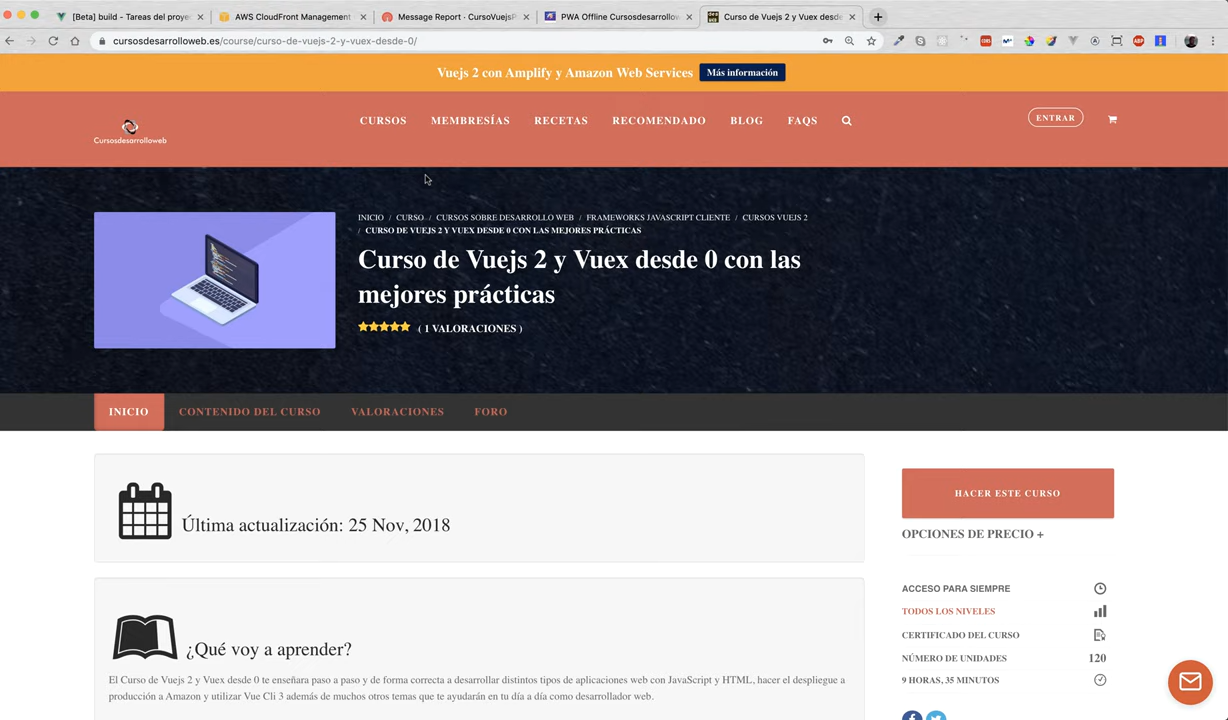 [Beta] build - Tareas del proye
AWS CloudFront Management
Message Report · CursoVuejsP
PWA Offline Cursosdesarrollow
Curso de Vuejs 2 y Vuex desde
cursosdesarrolloweb.es/course/curso-de-vuejs-2-y-vuex-desde-0/
Vuejs 2 con Amplify y Amazon Web Services
Más información
Cursosdesarrolloweb
CURSOS
MEMBRESÍAS
RECETAS
RECOMENDADO
BLOG
FAQS
ENTRAR
INICIO / CURSO / CURSOS SOBRE DESARROLLO WEB / FRAMEWORKS JAVASCRIPT CLIENTE / CURSOS VUEJS 2
/ CURSO DE VUEJS 2 Y VUEX DESDE 0 CON LAS MEJORES PRÁCTICAS
Curso de Vuejs 2 y Vuex desde 0 con las
mejores prácticas
( 1 VALORACIONES )
INICIO
CONTENIDO DEL CURSO
VALORACIONES
FORO
Última actualización: 25 Nov, 2018
¿Qué voy a aprender?
El Curso de Vuejs 2 y Vuex desde 0 te enseñara paso a paso y de forma correcta a desarrollar distintos tipos de aplicaciones web con JavaScript y HTML, hacer el despliegue a
producción a Amazon y utilizar Vue Cli 3 además de muchos otros temas que te ayudarán en tu día a día como desarrollador web.
HACER ESTE CURSO
OPCIONES DE PRECIO +
ACCESO PARA SIEMPRE
TODOS LOS NIVELES
CERTIFICADO DEL CURSO
NÚMERO DE UNIDADES 120
9 HORAS, 35 MINUTOS